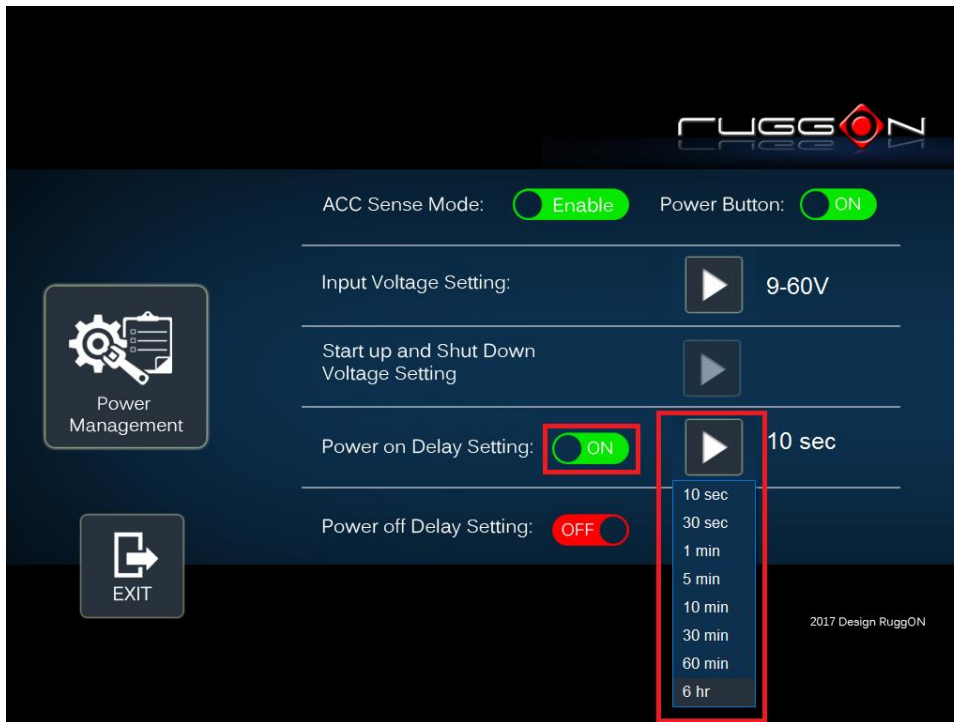 ruggON
ACC Sense Mode: Enable Power Button: ON
Input Voltage Setting: 9-60V
Start up and Shut Down
Voltage Setting
Power
Management
Power on Delay Setting: ON 10 sec
10 sec
30 sec
1 min
5 min
10 min
30 min
60 min
6 hr
Power off Delay Setting: OFF
EXIT
2017 Design RuggON